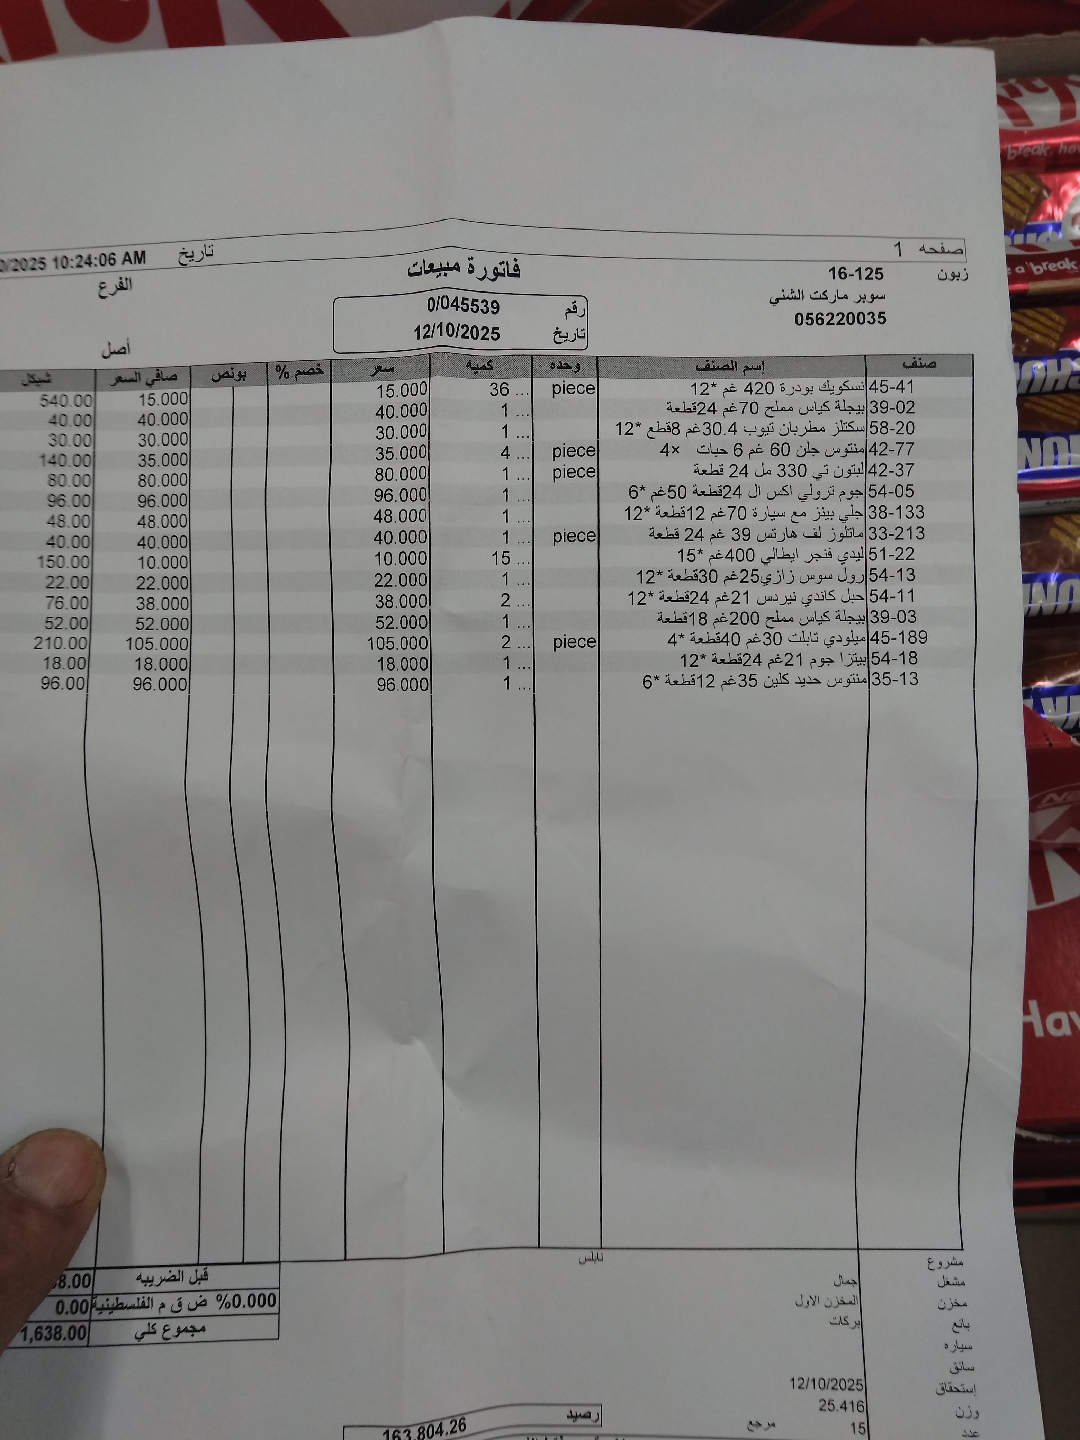 صفحه 1
تاريخ 0/2025 10:24:06 AM
زبون 16-125
سوبر ماركت الشني
056220035
فاتورة مبيعات
رقم 0/045539
تاريخ 12/10/2025
الفرع
أصل
صنف إسم الصنف وحده كميه سعر خصم % بونص صافي السعر شيكل
45-41 نسكويك بودرة 420 غم *12 piece 36 ... 15.000 15.000 540.00
39-02 بيجلة كياس مملح 70غم 24قطعة 1 ... 40.000 40.000 40.00
58-20 سكتلز مطربان تيوب 30.4غم 8قطع *12 1 ... 30.000 30.000 30.00
42-77 منتوس جلن 60 غم 6 حبات ×4 piece 4 ... 35.000 35.000 140.00
42-37 لبتون تي 330 مل 24 قطعة piece 1 ... 80.000 80.000 80.00
54-05 جوم ترولي اكس ال 24قطعة 50غم *6 1 ... 96.000 96.000 96.00
38-133 جلي بينز مع سيارة 70غم 12قطعة *12 1 ... 48.000 48.000 48.00
33-213 ماتلوز لف هارتس 39 غم 24 قطعة piece 1 ... 40.000 40.000 40.00
51-22 ليدي فنجر ايطالي 400غم *15 15 ... 10.000 10.000 150.00
54-13 رول سوس زازي25غم 30قطعة *12 1 ... 22.000 22.000 22.00
54-11 حبل كاندي نيردس 21غم 24قطعة *12 2 ... 38.000 38.000 76.00
39-03 بيجلة كياس مملح 200غم 18قطعة 1 ... 52.000 52.000 52.00
45-189 ميلودي تابلت 30غم 40قطعة *4 piece 2 ... 105.000 105.000 210.00
54-18 بيتزا جوم 21غم 24قطعة *12 1 ... 18.000 18.000 18.00
35-13 منتوس حديد كلين 35غم 12قطعة *6 1 ... 96.000 96.000 96.00
نابلس
قبل الضريبه 8.00
%0.000 ض ق م الفلسطينية 0.00
مجموع كلي 1,638.00
مشروع
مشغل جمال
مخزن المخزن الاول
بائع بركات
سياره
سائق
إستحقاق 12/10/2025
وزن 25.416
عدد 15 مرجع
رصيد 163,804.26
break, ha
a break
Hav